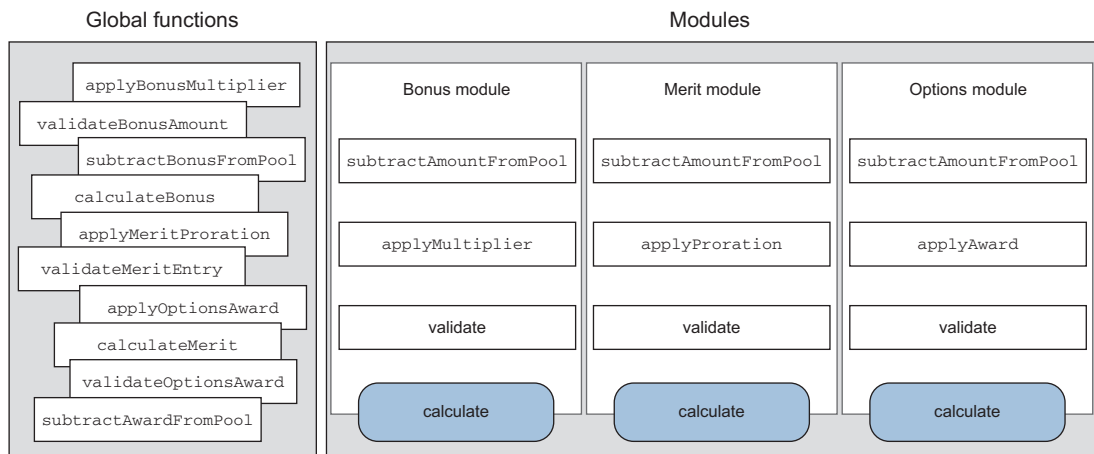 Global functions
applyBonusMultiplier
validateBonusAmount
subtractBonusFromPool
calculateBonus
applyMeritProration
validateMeritEntry
applyOptionsAward
calculateMerit
validateOptionsAward
subtractAwardFromPool
Modules
Bonus module
subtractAmountFromPool
applyMultiplier
validate
calculate
Merit module
subtractAmountFromPool
applyProration
validate
calculate
Options module
subtractAmountFromPool
applyAward
validate
calculate